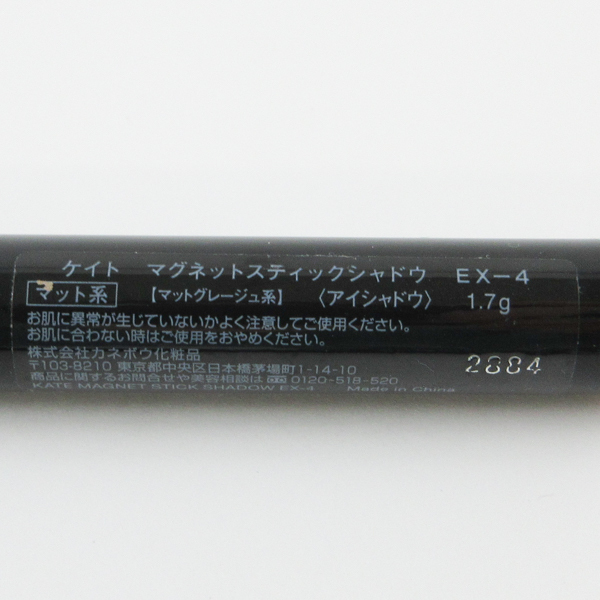 ケイト マグネットスティックシャドウ EX－4
マット系 【マットグレージュ系】 〈アイシャドウ〉 1.7g
お肌に異常が生じていないかよく注意してご使用ください。
お肌に合わない時はご使用をおやめください。
株式会社カネボウ化粧品
〒103-8210 東京都中央区日本橋茅場町1-14-10
商品に関するお問合せや美容相談は 0120-518-520
KATE MAGNET STICK SHADOW EX-4 Made in China
2884